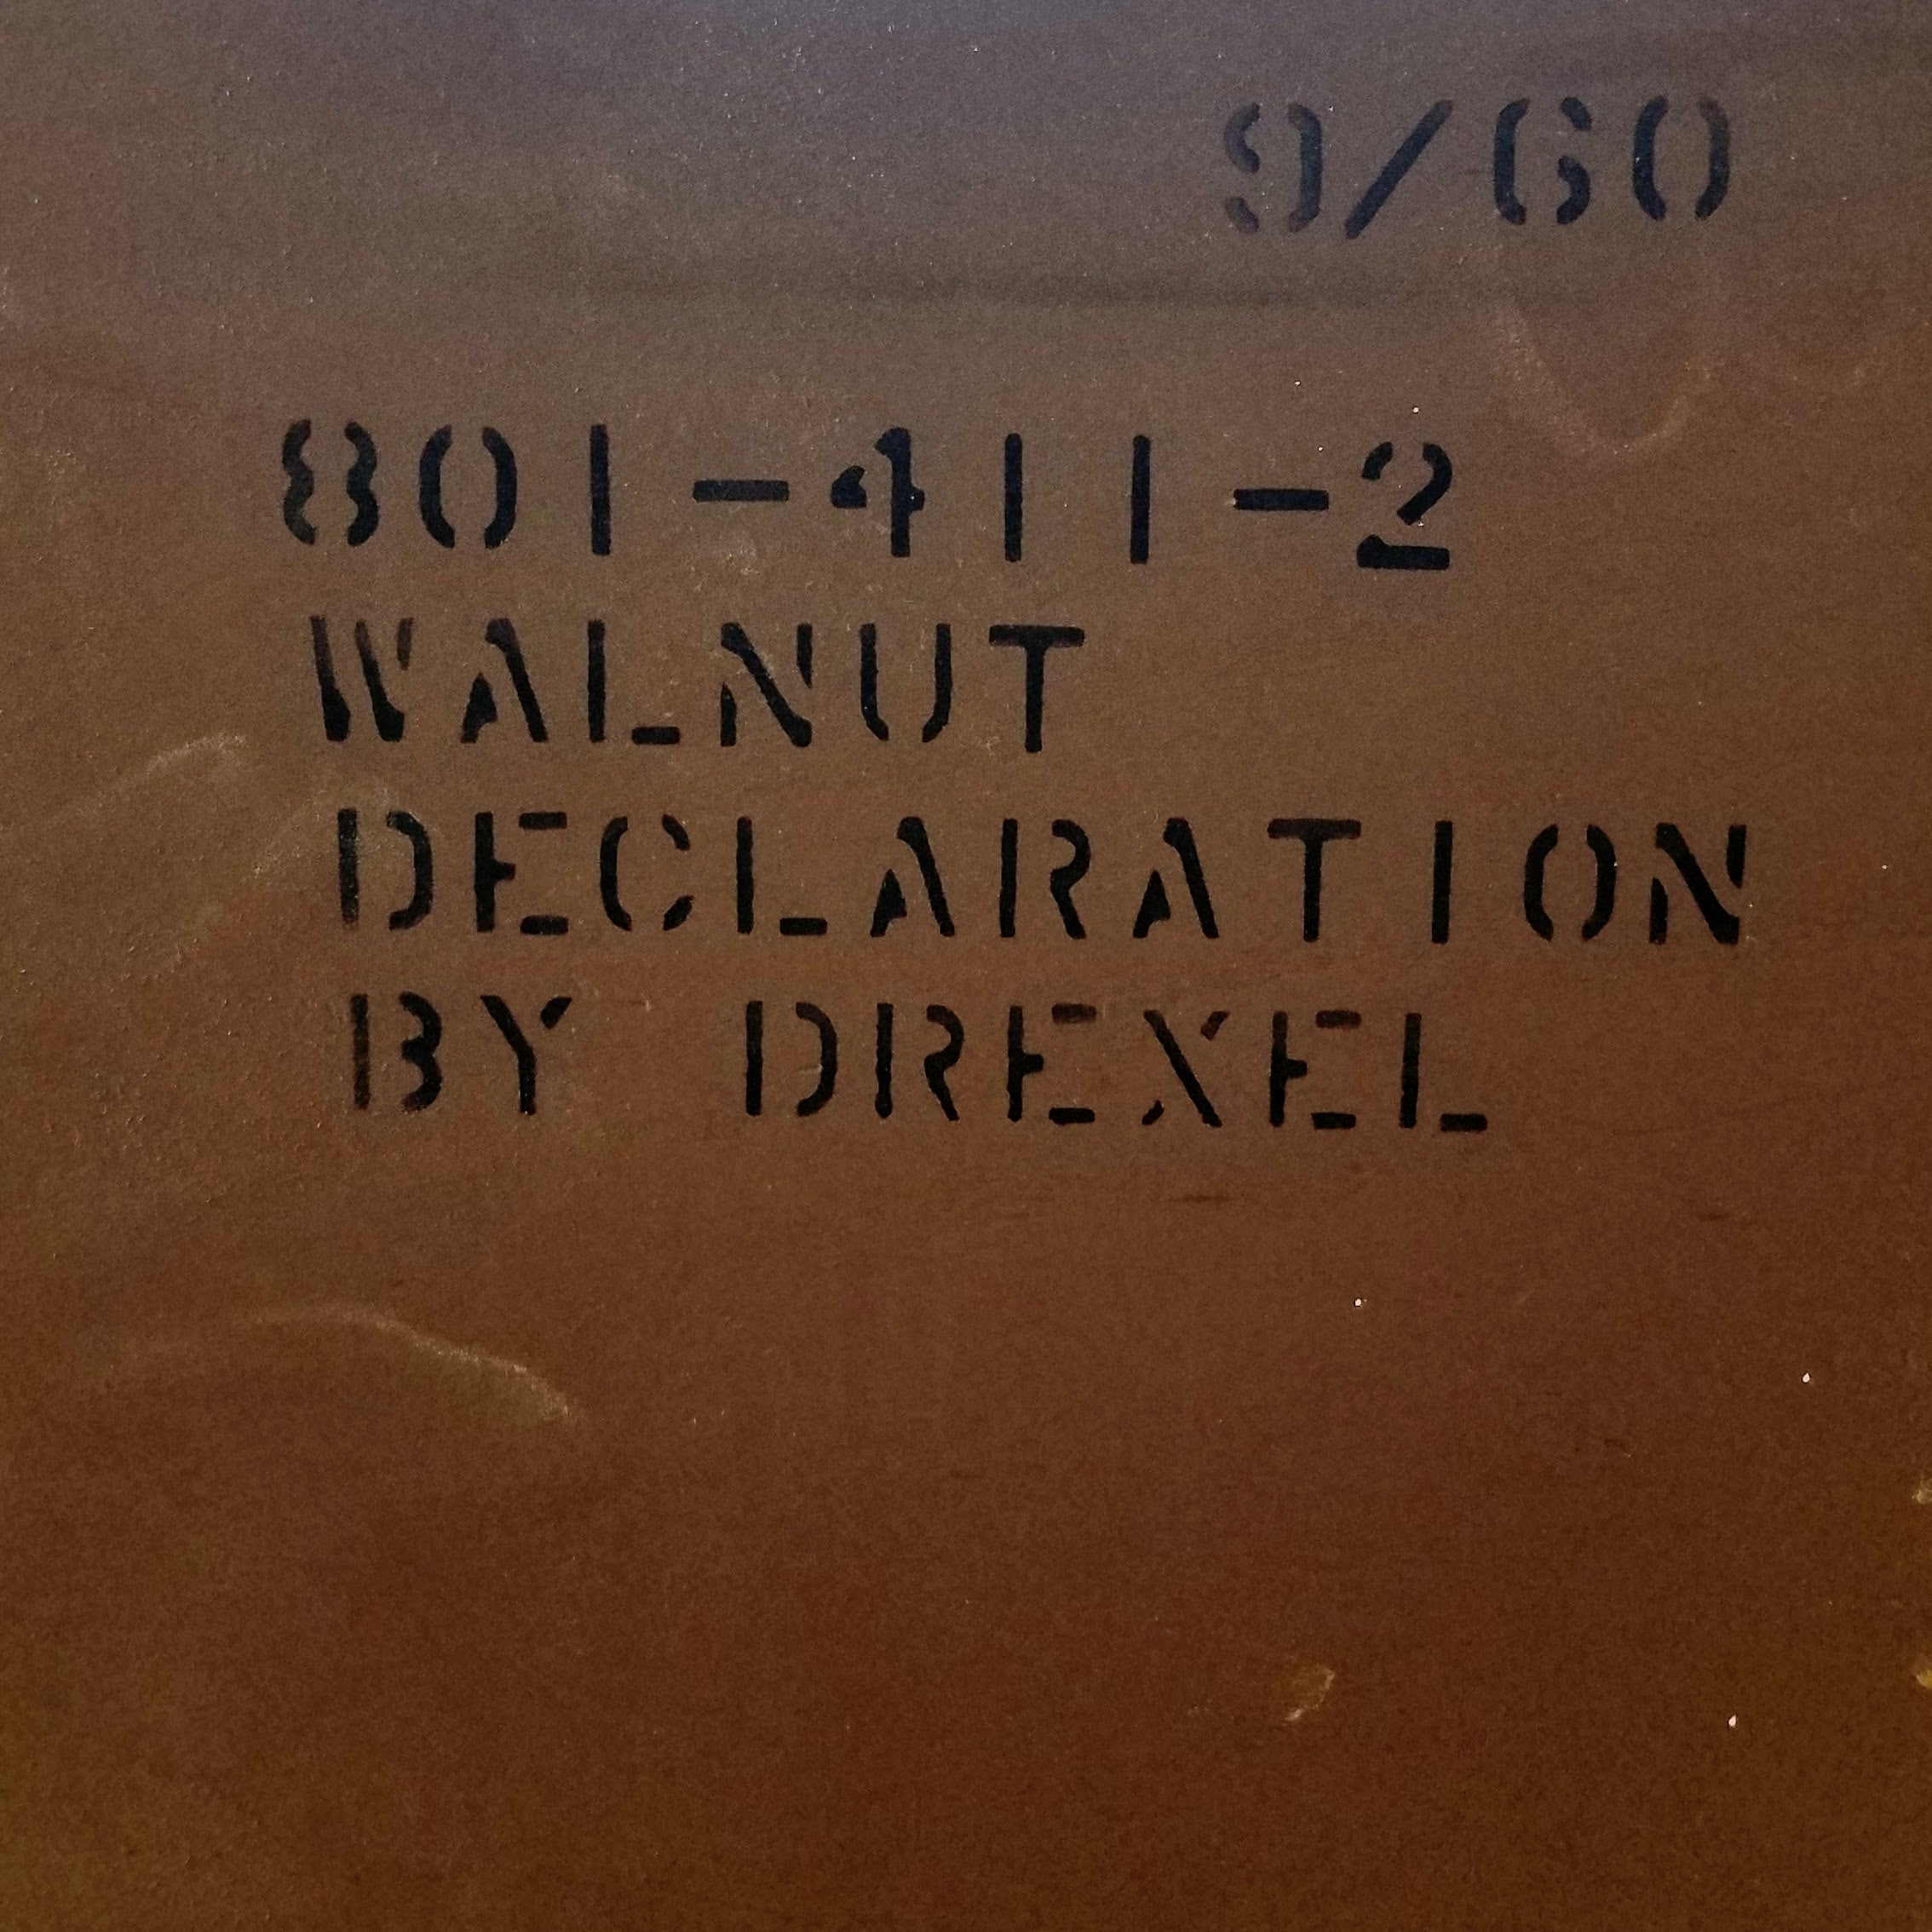 9/60
801-411-2
WALNUT
DECLARATION
BY DREXEL